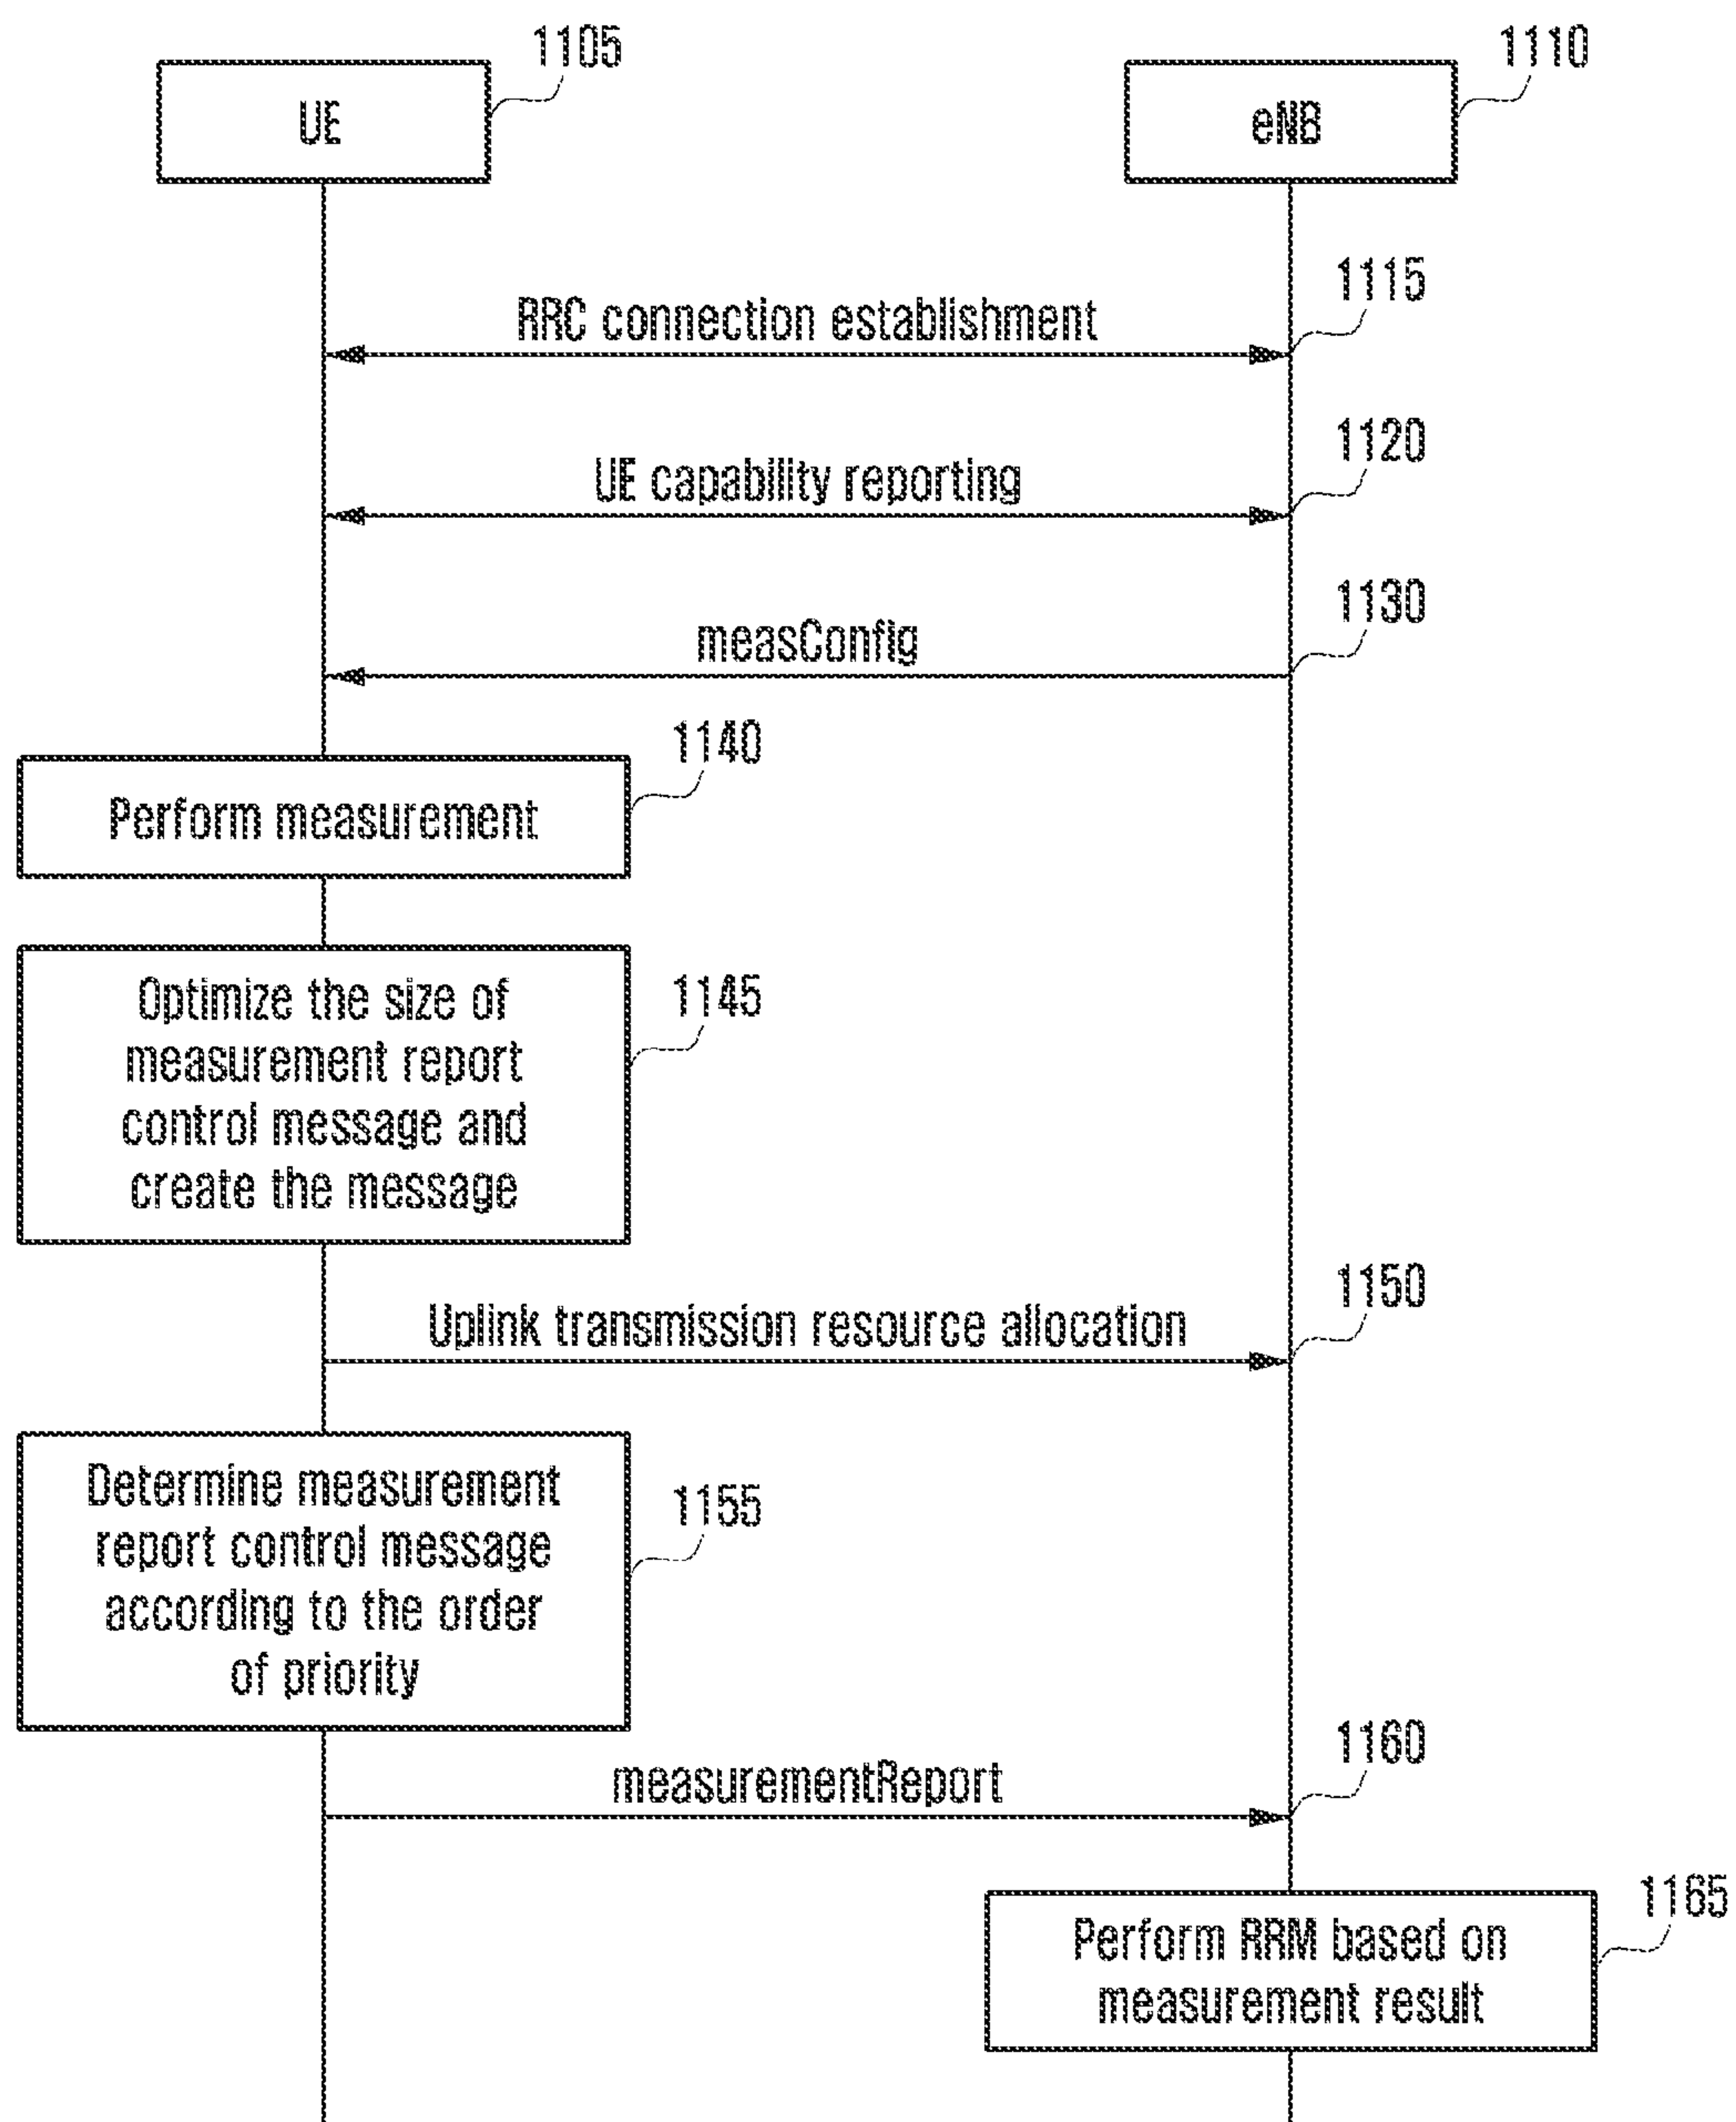 1105
1110
UE
eNB
1115
RRC connection establishment
1120
UE capability reporting
1130
measConfig
1140
Perform measurement
1145
Optimize the size of
measurement report
control message and
create the message
1150
Uplink transmission resource allocation
1155
Determine measurement
report control message
according to the order
of priority
1160
measurementReport
1165
Perform RRM based on
measurement result